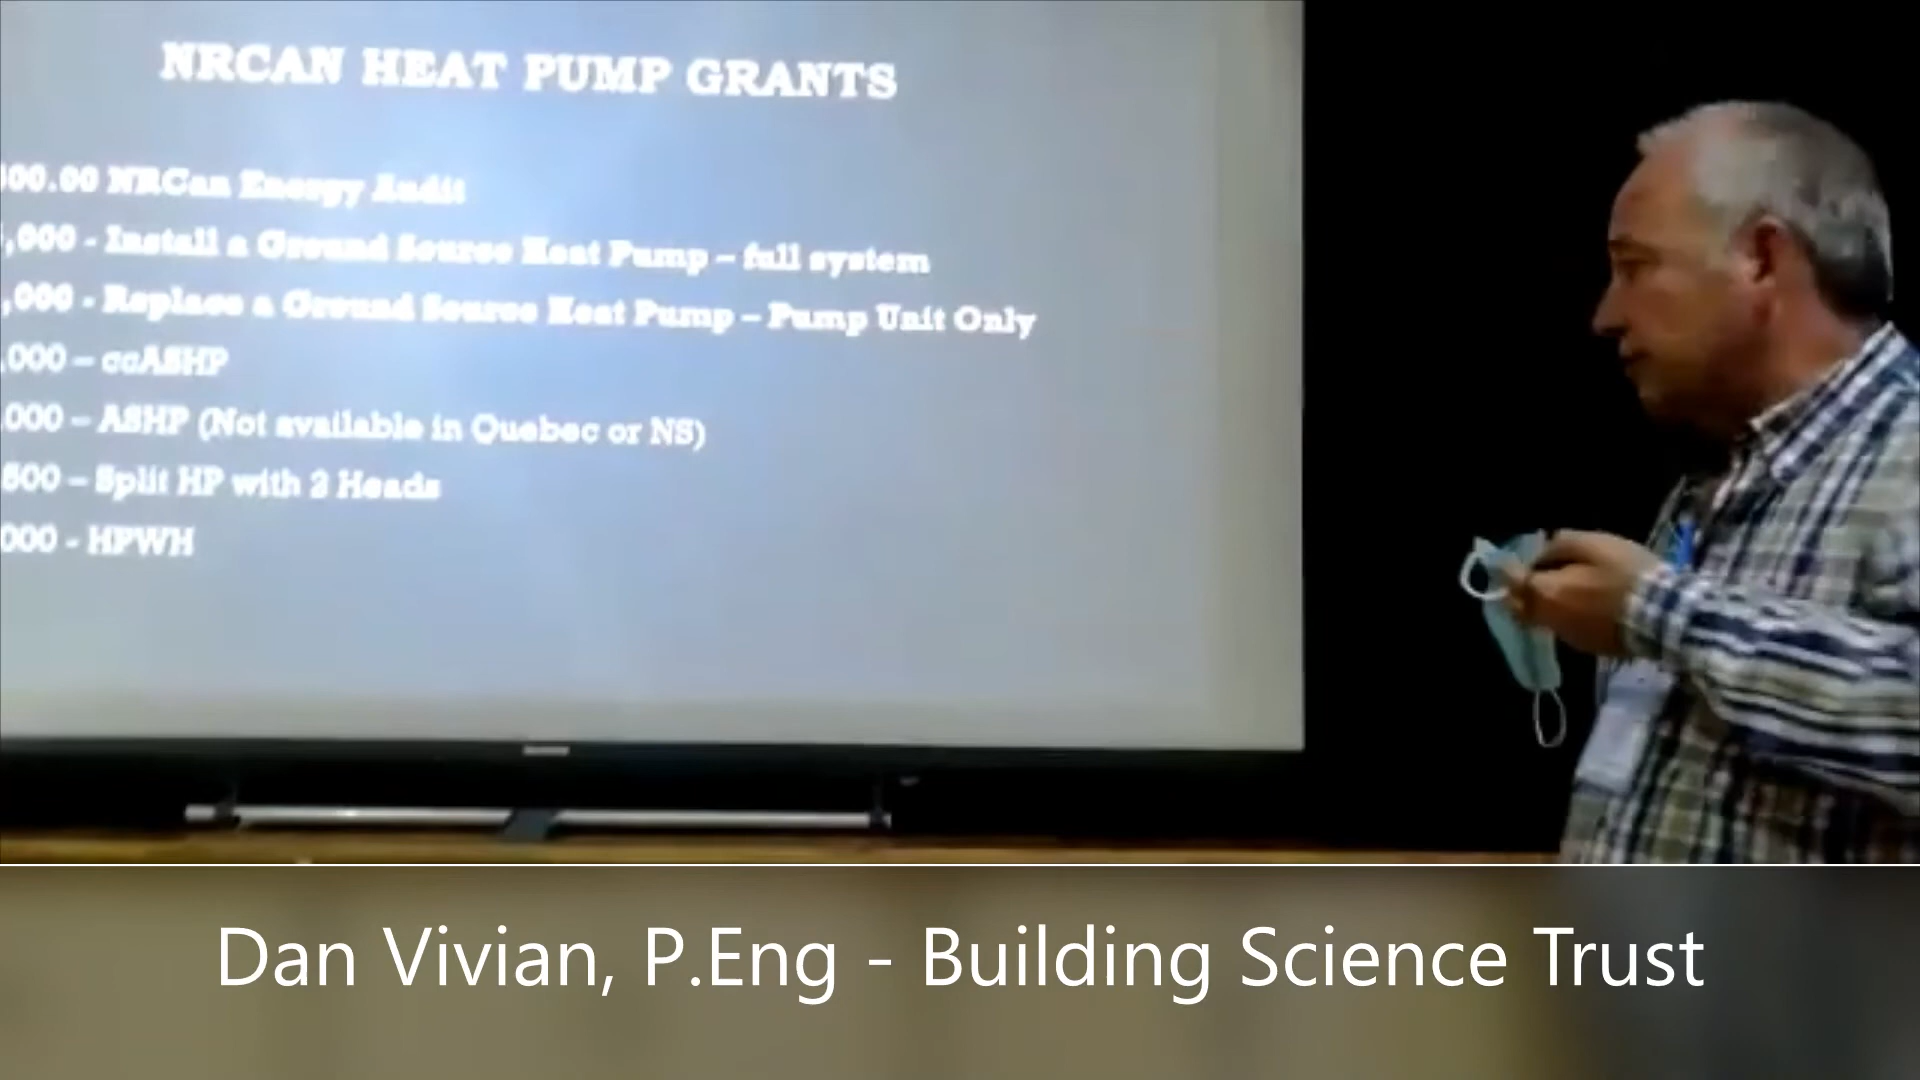 NRCAN HEAT PUMP GRANTS
00.00 NRCan Energy Audit
,000 - Install a Ground Source Heat Pump – full system
,000 - Replace a Ground Source Heat Pump – Pump Unit Only
,000 – ccASHP
,000 – ASHP (Not available in Quebec or NS)
500 – Split HP with 2 Heads
000 - HPWH
Dan Vivian, P.Eng - Building Science Trust